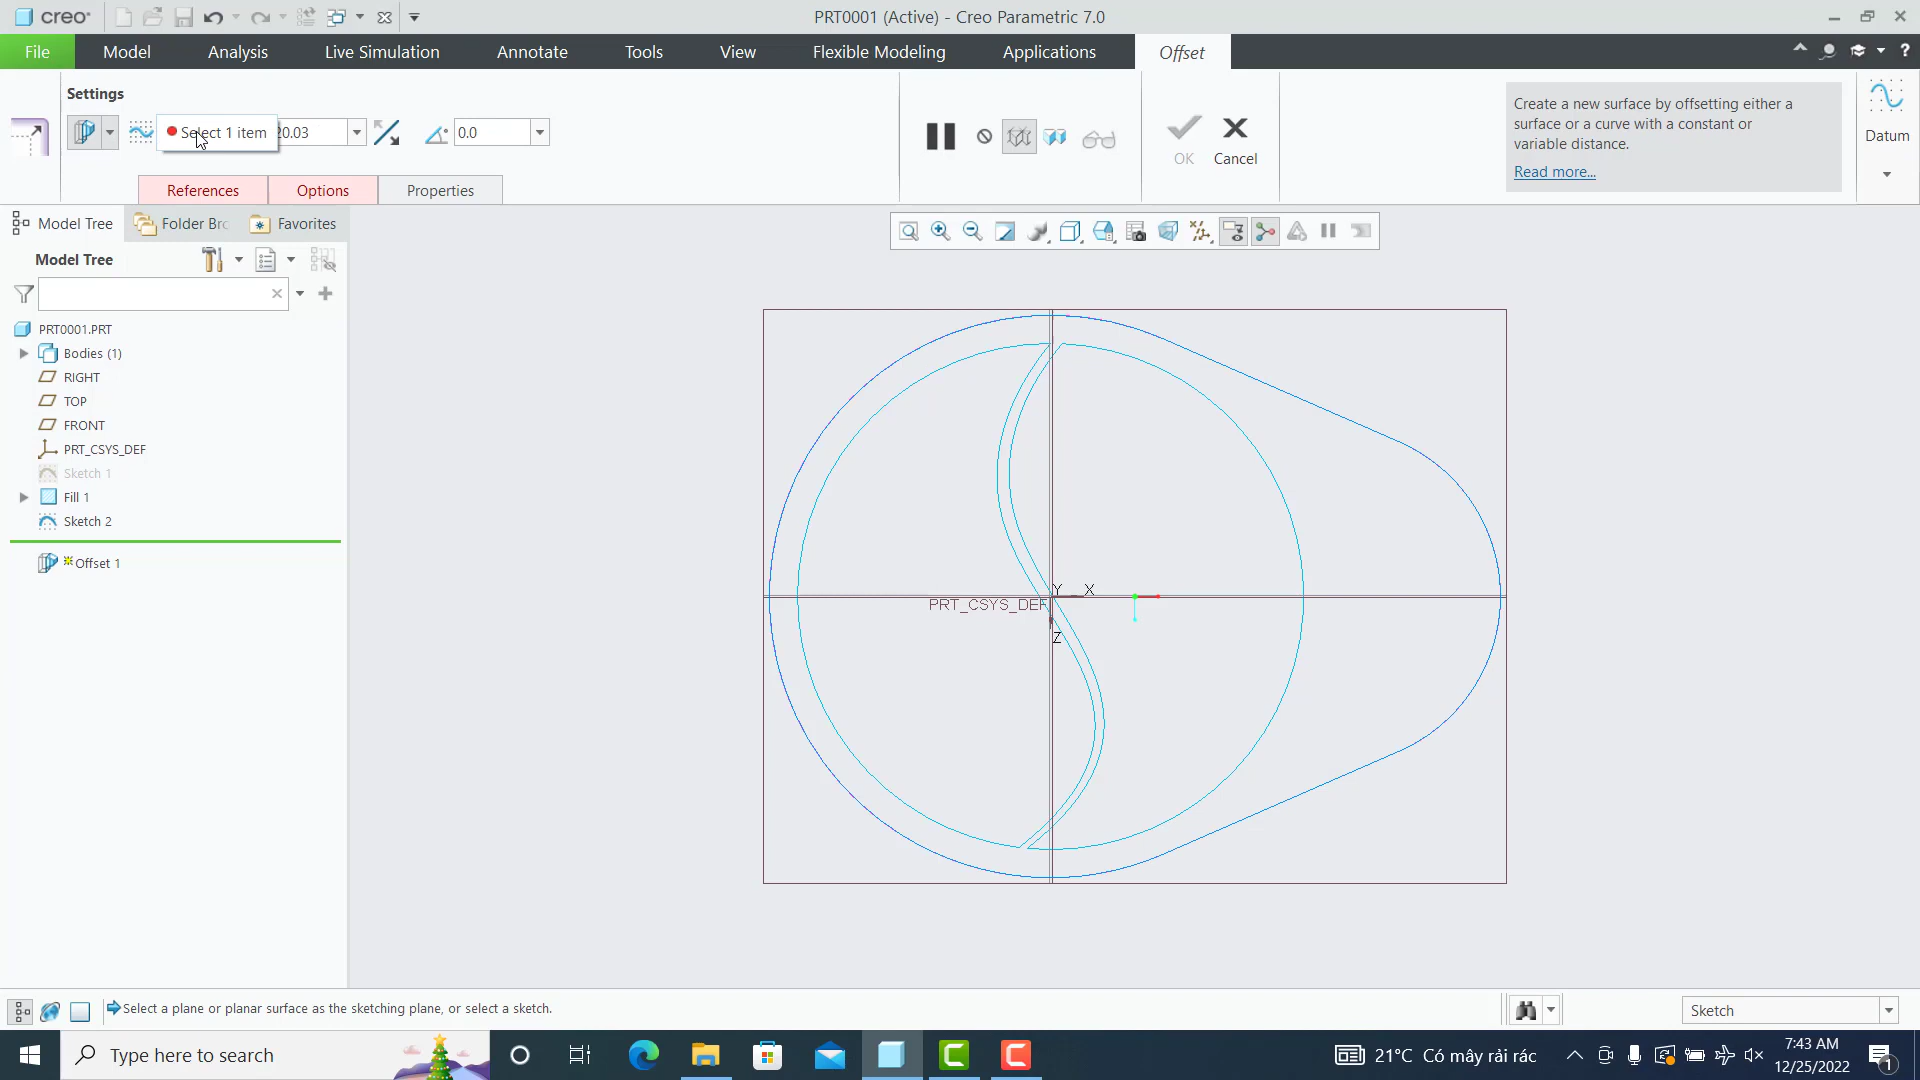 creo
PRT0001 (Active) - Creo Parametric 7.0
File Model Analysis Live Simulation Annotate Tools View Flexible Modeling Applications Offset
Settings
Select 1 item
20.03
0.0
OK
Cancel
Create a new surface by offsetting either a
surface or a curve with a constant or
variable distance.
Read more...
Datum
References Options Properties
Model Tree Folder Brc Favorites
Model Tree
PRT0001.PRT
Bodies (1)
RIGHT
TOP
FRONT
PRT_CSYS_DEF
Sketch 1
Fill 1
Sketch 2
Offset 1
Y X
PRT_CSYS_DEF
Z
Select a plane or planar surface as the sketching plane, or select a sketch.
Sketch
Type here to search
21°C Có mây rải rác
7:43 AM
12/25/2022
1